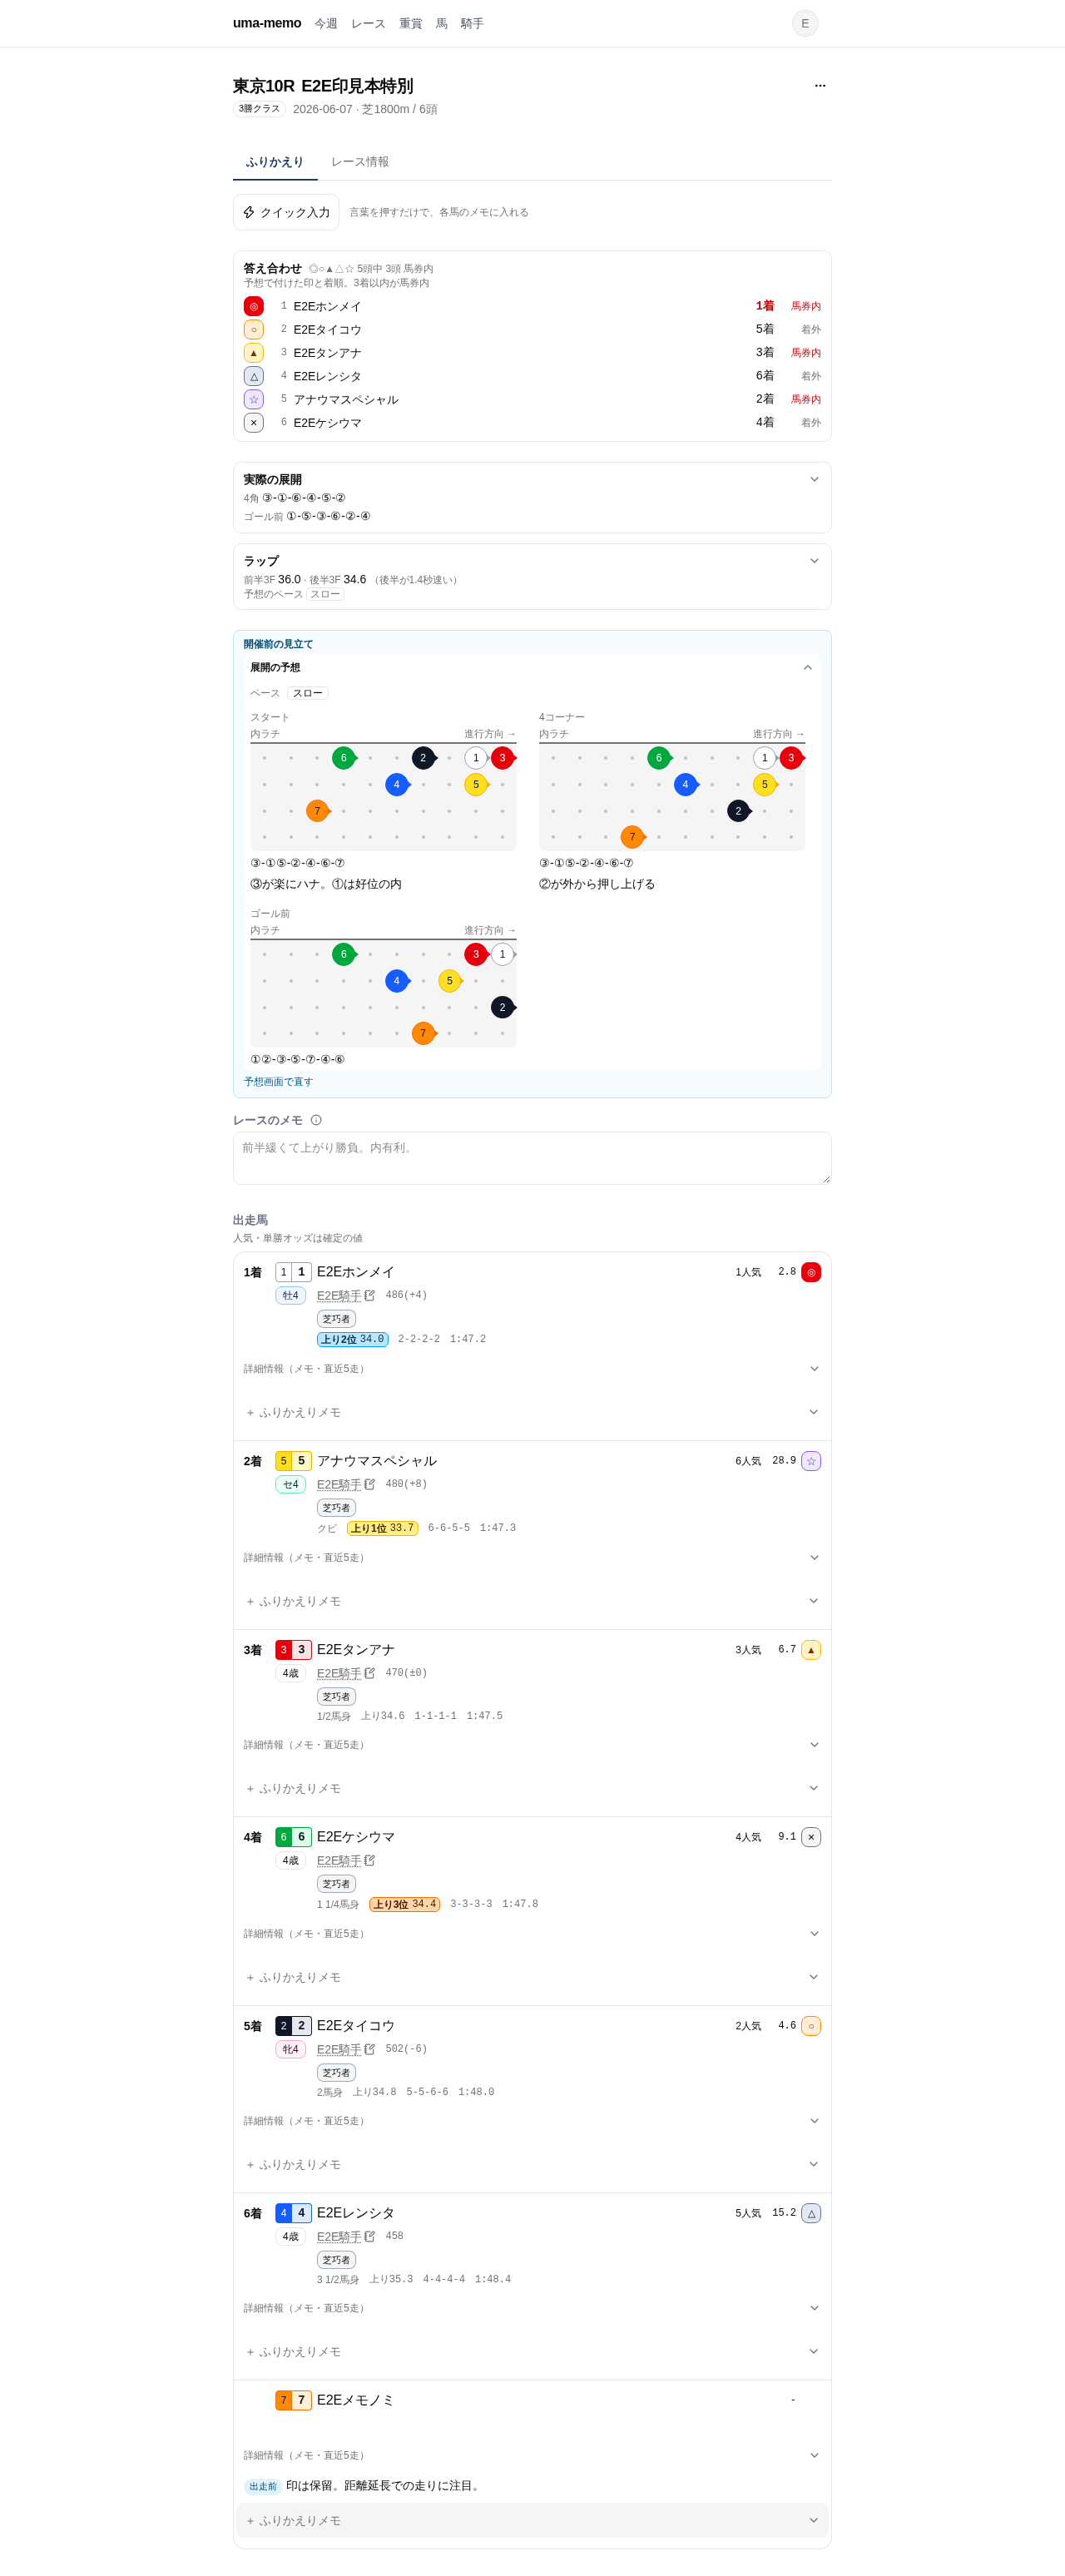 uma-memo 今週 レース 重賞 馬 騎手 E
東京10R E2E印見本特別 …
3勝クラス 2026-06-07 · 芝1800m / 6頭
ふりかえり レース情報
クイック入力 言葉を押すだけで、各馬のメモに入れる
答え合わせ ◎○▲△☆ 5頭中 3頭 馬券内
予想で付けた印と着順。3着以内が馬券内
◎ 1 E2Eホンメイ 1着 馬券内
○ 2 E2Eタイコウ 5着 着外
▲ 3 E2Eタンアナ 3着 馬券内
△ 4 E2Eレンシタ 6着 着外
☆ 5 アナウマスペシャル 2着 馬券内
× 6 E2Eケシウマ 4着 着外
実際の展開
4角 ③-①-⑥-④-⑤-②
ゴール前 ①-⑤-③-⑥-②-④
ラップ
前半3F 36.0 · 後半3F 34.6 （後半が1.4秒速い）
予想のペース スロー
開催前の見立て
展開の予想
ペース スロー
スタート
内ラチ 進行方向 →
6 2 1 3
4 5
7
③-①⑤-②-④-⑥-⑦
③が楽にハナ。①は好位の内
4コーナー
内ラチ 進行方向 →
6 1 3
4 5
2
7
③-①⑤-②-④-⑥-⑦
②が外から押し上げる
ゴール前
内ラチ 進行方向 →
6 3 1
4 5
2
7
①②-③-⑤-⑦-④-⑥
予想画面で直す
レースのメモ
前半緩くて上がり勝負。内有利。
出走馬
人気・単勝オッズは確定の値
1着 1 1 E2Eホンメイ 1人気 2.8 ◎
牡4 E2E騎手 486(+4)
芝巧者
上り2位 34.0 2-2-2-2 1:47.2
詳細情報（メモ・直近5走）
＋ ふりかえりメモ
2着 5 5 アナウマスペシャル 6人気 28.9 ☆
セ4 E2E騎手 480(+8)
芝巧者
クビ 上り1位 33.7 6-6-5-5 1:47.3
詳細情報（メモ・直近5走）
＋ ふりかえりメモ
3着 3 3 E2Eタンアナ 3人気 6.7 ▲
4歳 E2E騎手 470(±0)
芝巧者
1/2馬身 上り34.6 1-1-1-1 1:47.5
詳細情報（メモ・直近5走）
＋ ふりかえりメモ
4着 6 6 E2Eケシウマ 4人気 9.1 ×
4歳 E2E騎手
芝巧者
1 1/4馬身 上り3位 34.4 3-3-3-3 1:47.8
詳細情報（メモ・直近5走）
＋ ふりかえりメモ
5着 2 2 E2Eタイコウ 2人気 4.6 ○
牝4 E2E騎手 502(-6)
芝巧者
2馬身 上り34.8 5-5-6-6 1:48.0
詳細情報（メモ・直近5走）
＋ ふりかえりメモ
6着 4 4 E2Eレンシタ 5人気 15.2 △
4歳 E2E騎手 458
芝巧者
3 1/2馬身 上り35.3 4-4-4-4 1:48.4
詳細情報（メモ・直近5走）
＋ ふりかえりメモ
7 7 E2Eメモノミ -
詳細情報（メモ・直近5走）
出走前 印は保留。距離延長での走りに注目。
＋ ふりかえりメモ